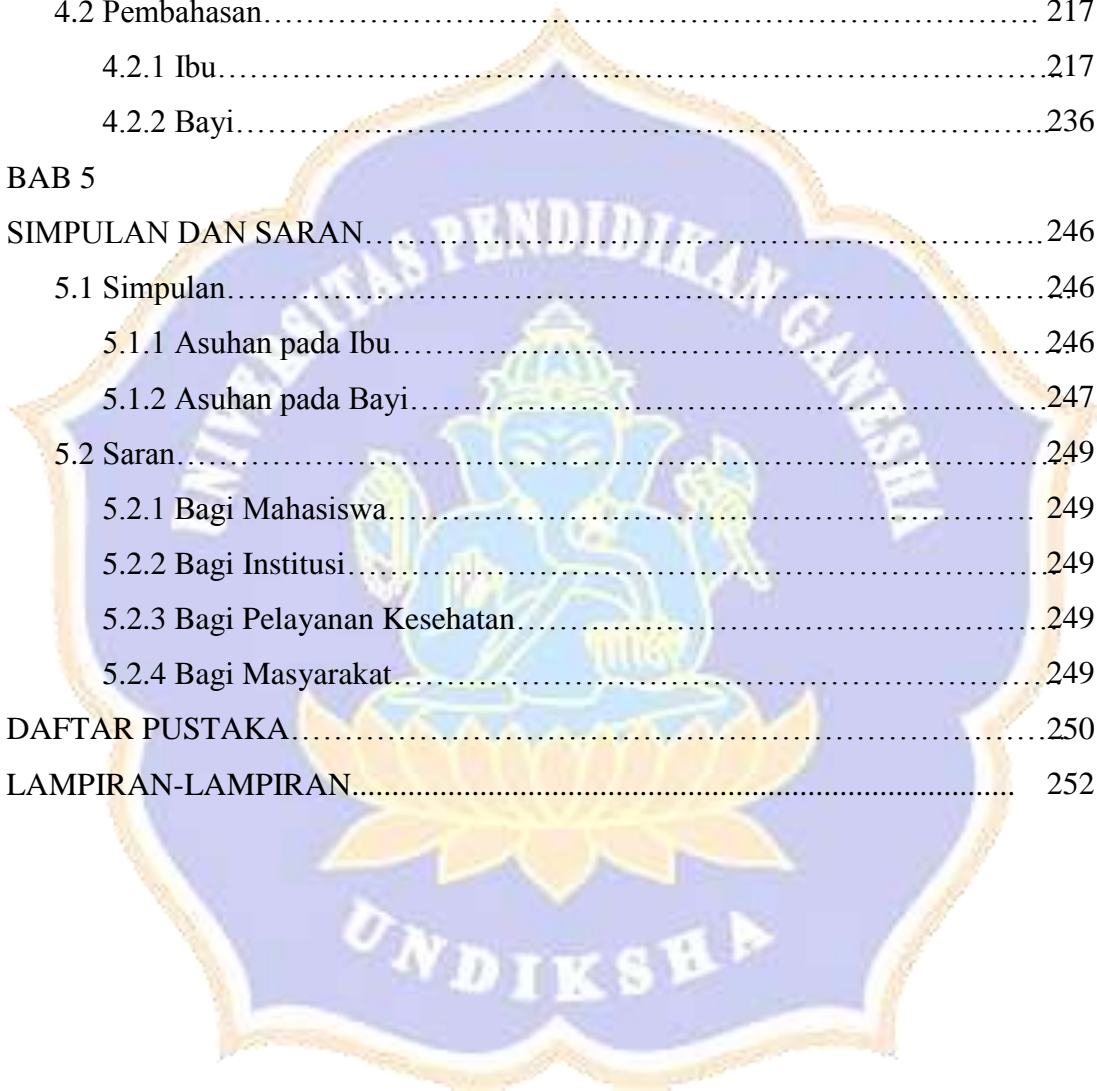 4.2 Pembahasan…………………………………………………………. 217
4.2.1 Ibu……………………………………………………………217
4.2.2 Bayi…………………………………………………………236
BAB 5
SIMPULAN DAN SARAN………………………………………………246
5.1 Simpulan……………………………………………………………246
5.1.1 Asuhan pada Ibu……………………………………………246
5.1.2 Asuhan pada Bayi…………………………………………247
5.2 Saran…………………………………………………………………249
5.2.1 Bagi Mahasiswa……………………………………………. 249
5.2.2 Bagi Institusi…………………………………………………249
5.2.3 Bagi Pelayanan Kesehatan…………………………………249
5.2.4 Bagi Masyarakat……………………………………………249
DAFTAR PUSTAKA……………………………………………………250
LAMPIRAN-LAMPIRAN.................................................................................... 252
UNIVERSITAS PENDIDIKAN GANESHA
UNDIKSHA